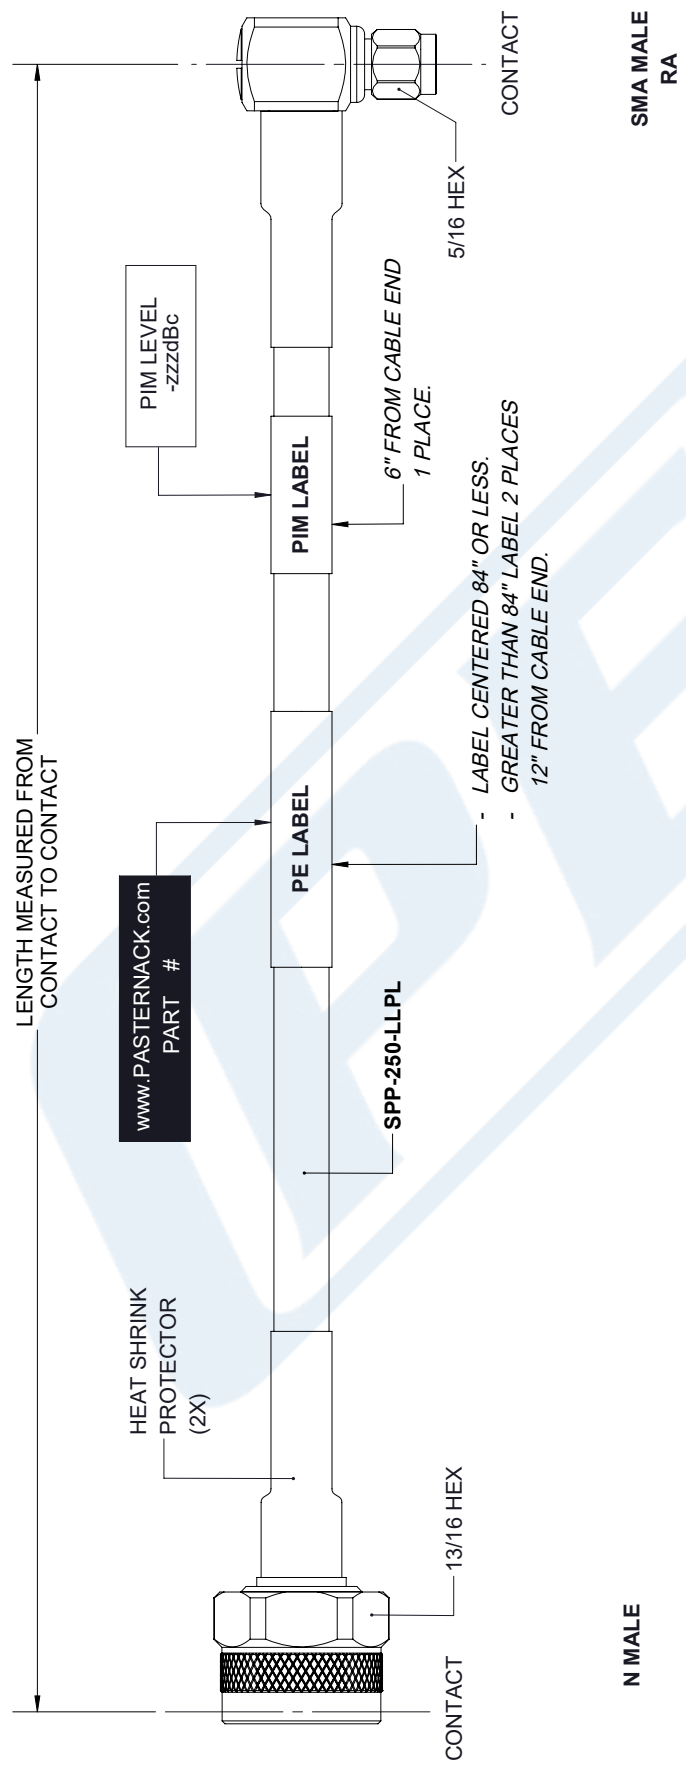 LENGTH MEASURED FROM
CONTACT TO CONTACT
HEAT SHRINK
PROTECTOR
(2X)
www.PASTERNACK.com
PART #
PIM LEVEL
-zzzdBc
PE LABEL
PIM LABEL
SPP-250-LLPL
6" FROM CABLE END
1 PLACE.
- LABEL CENTERED 84" OR LESS.
- GREATER THAN 84" LABEL 2 PLACES
12" FROM CABLE END.
13/16 HEX
5/16 HEX
CONTACT
CONTACT
N MALE
SMA MALE
RA